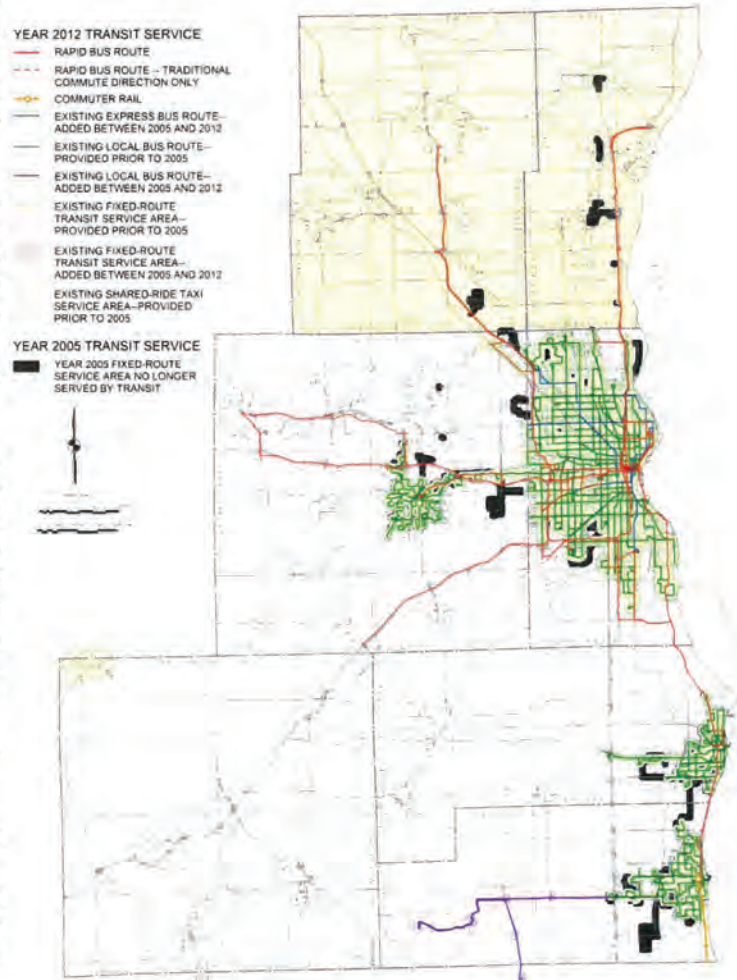 YEAR 2012 TRANSIT SERVICE
RAPID BUS ROUTE
RAPID BUS ROUTE -- TRADITIONAL
COMMUTE DIRECTION ONLY
COMMUTER RAIL
EXISTING EXPRESS BUS ROUTE--
ADDED BETWEEN 2005 AND 2012
EXISTING LOCAL BUS ROUTE--
PROVIDED PRIOR TO 2005
EXISTING LOCAL BUS ROUTE--
ADDED BETWEEN 2005 AND 2012
EXISTING FIXED-ROUTE
TRANSIT SERVICE AREA--
PROVIDED PRIOR TO 2005
EXISTING FIXED-ROUTE
TRANSIT SERVICE AREA--
ADDED BETWEEN 2005 AND 2012
EXISTING SHARED-RIDE TAXI
SERVICE AREA--PROVIDED
PRIOR TO 2005
YEAR 2005 TRANSIT SERVICE
YEAR 2005 FIXED-ROUTE
SERVICE AREA NO LONGER
SERVED BY TRANSIT